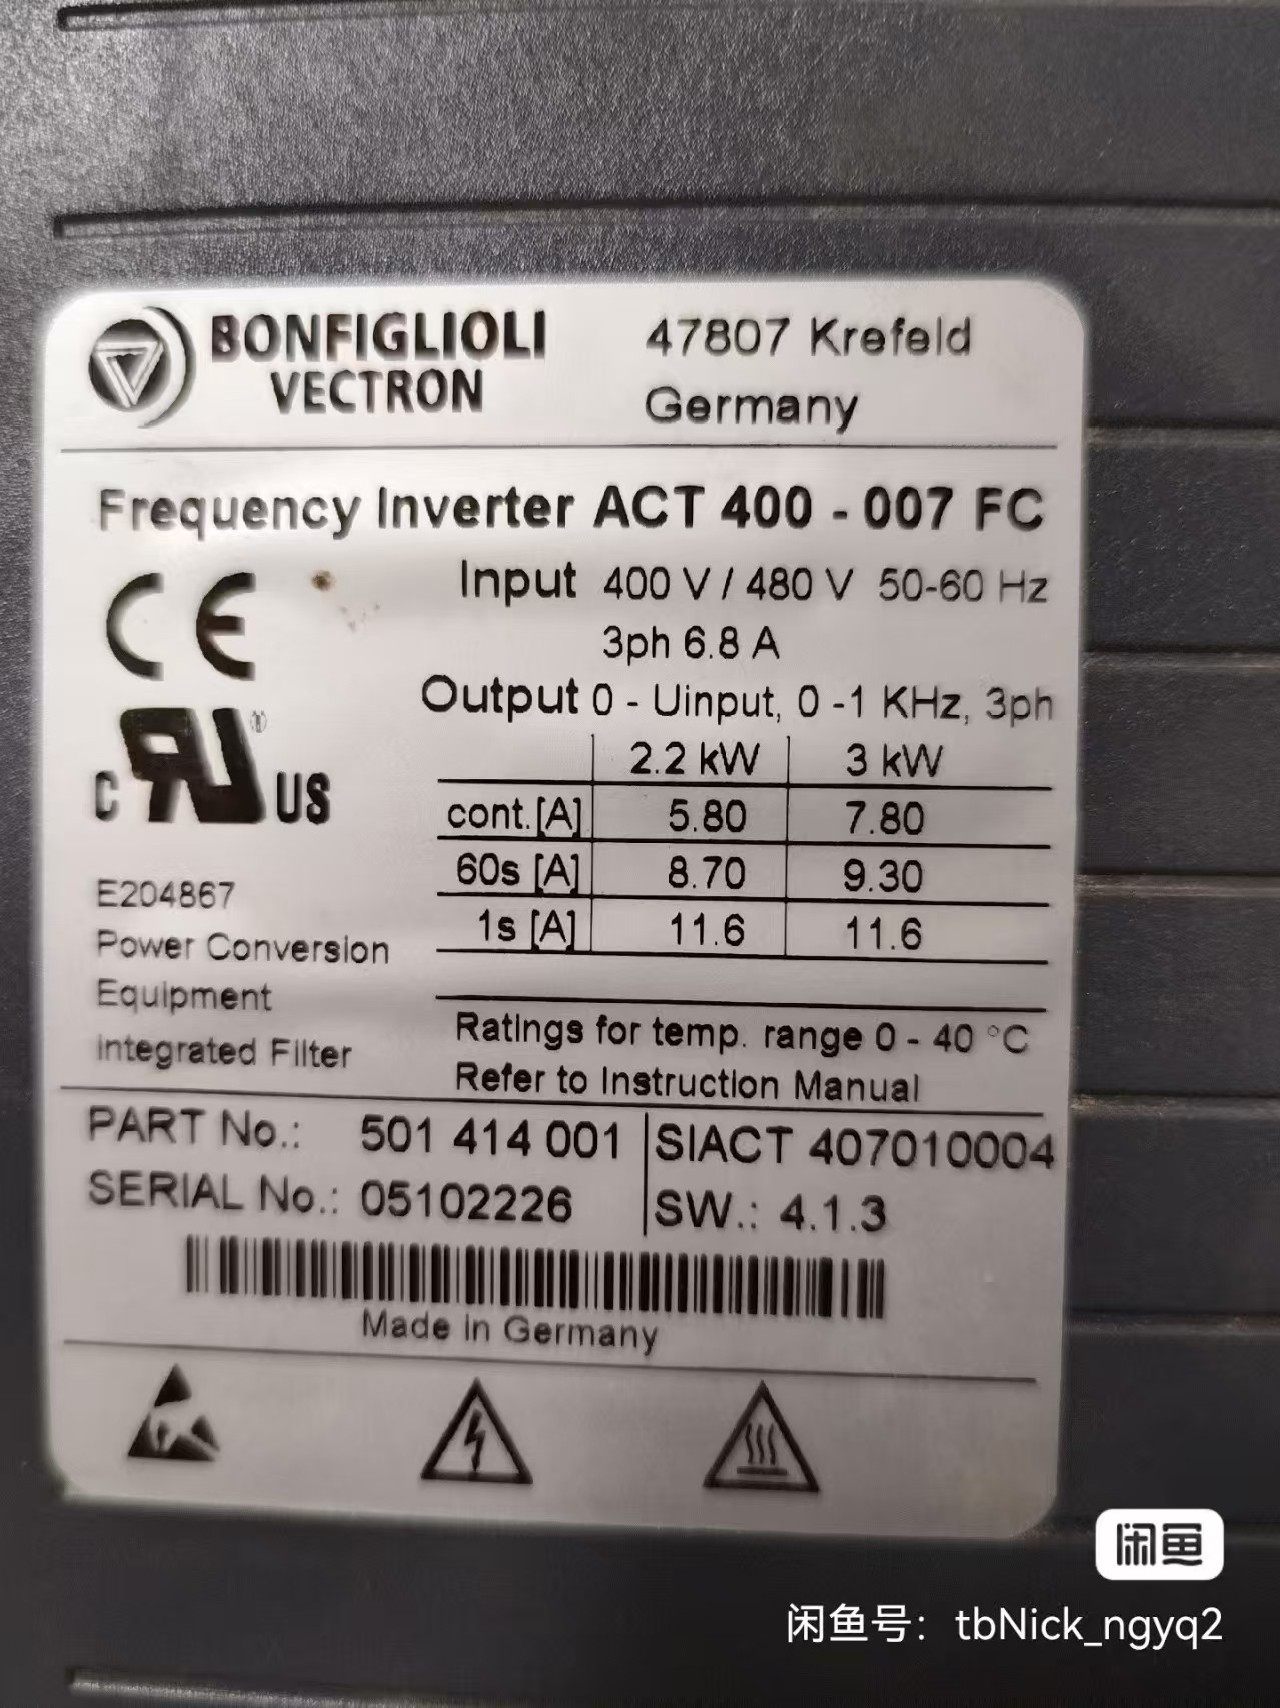 BONFIGLIOLI
VECTRON
47807 Krefeld
Germany
Frequency Inverter ACT 400 - 007 FC
Input 400 V / 480 V 50-60 Hz
3ph 6.8 A
Output 0 - Uinput, 0 -1 KHz, 3ph
2.2 kW 3 kW
cont.[A] 5.80 7.80
60s [A] 8.70 9.30
1s [A] 11.6 11.6
CE
C RU ® US
E204867
Power Conversion
Equipment
Integrated Filter
Ratings for temp. range 0 - 40 °C
Refer to Instruction Manual
PART No.: 501 414 001 SIACT 407010004
SERIAL No.: 05102226 SW.: 4.1.3
Made in Germany
闲鱼
闲鱼号：tbNick_ngyq2